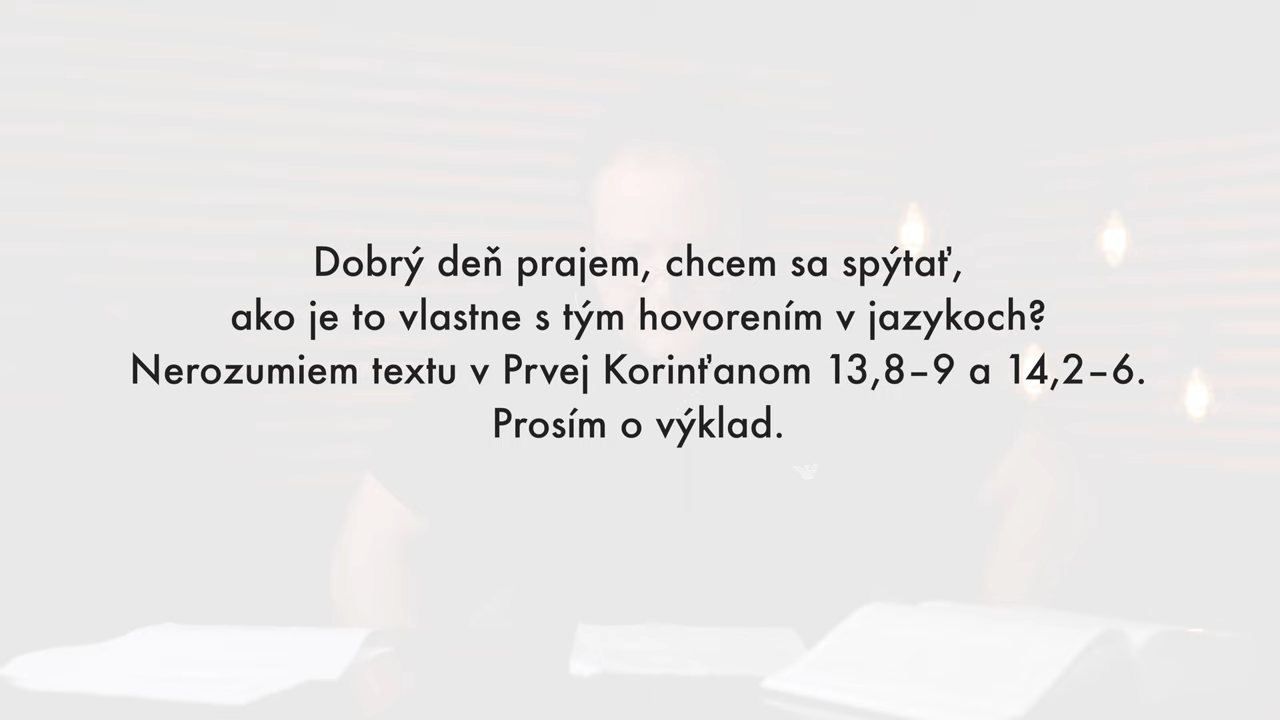 Dobrý deň prajem, chcem sa spýtať,
ako je to vlastne s tým hovorením v jazykoch?
Nerozumiem textu v Prvej Korinťanom 13,8–9 a 14,2–6.
Prosím o výklad.